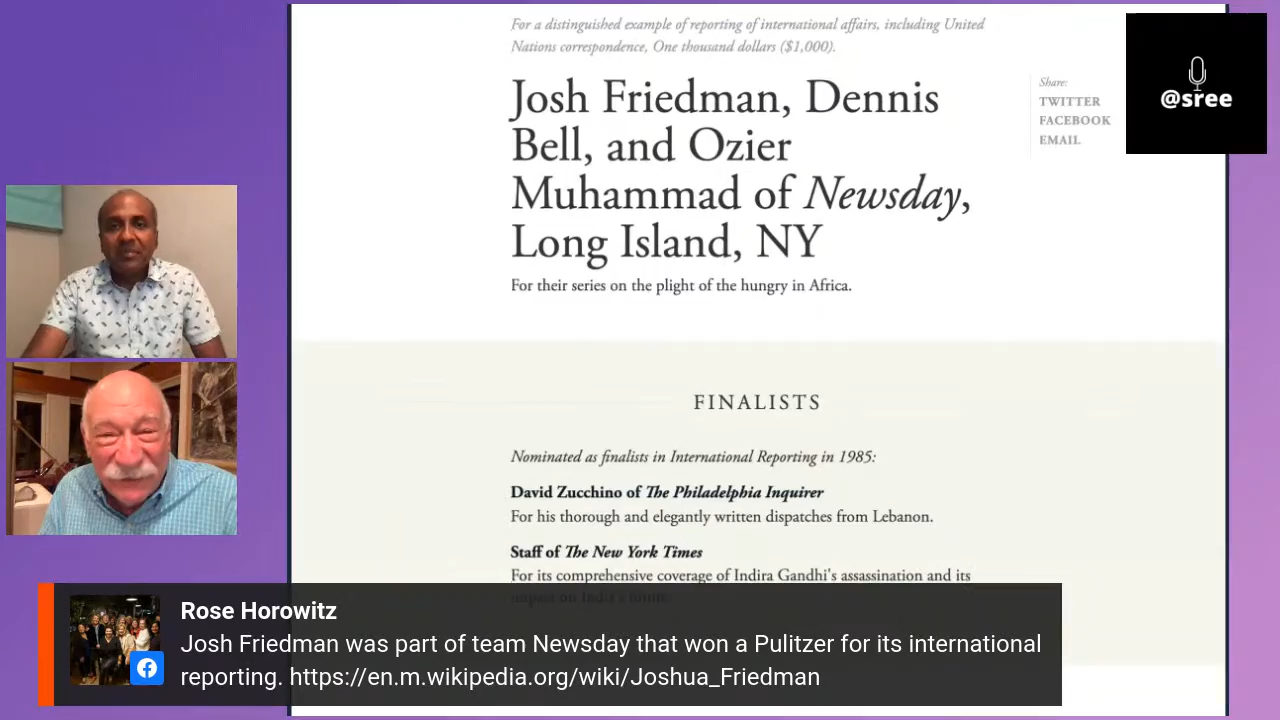 For a distinguished example of reporting of international affairs, including United
Nations correspondence, One thousand dollars ($1,000).
Josh Friedman, Dennis
Bell, and Ozier
Muhammad of Newsday,
Long Island, NY
For their series on the plight of the hungry in Africa.
Share:
TWITTER
FACEBOOK
EMAIL
@sree
FINALISTS
Nominated as finalists in International Reporting in 1985:
David Zucchino of The Philadelphia Inquirer
For his thorough and elegantly written dispatches from Lebanon.
Staff of The New York Times
For its comprehensive coverage of Indira Gandhi's assassination and its
Rose Horowitz
Josh Friedman was part of team Newsday that won a Pulitzer for its international
reporting. https://en.m.wikipedia.org/wiki/Joshua_Friedman